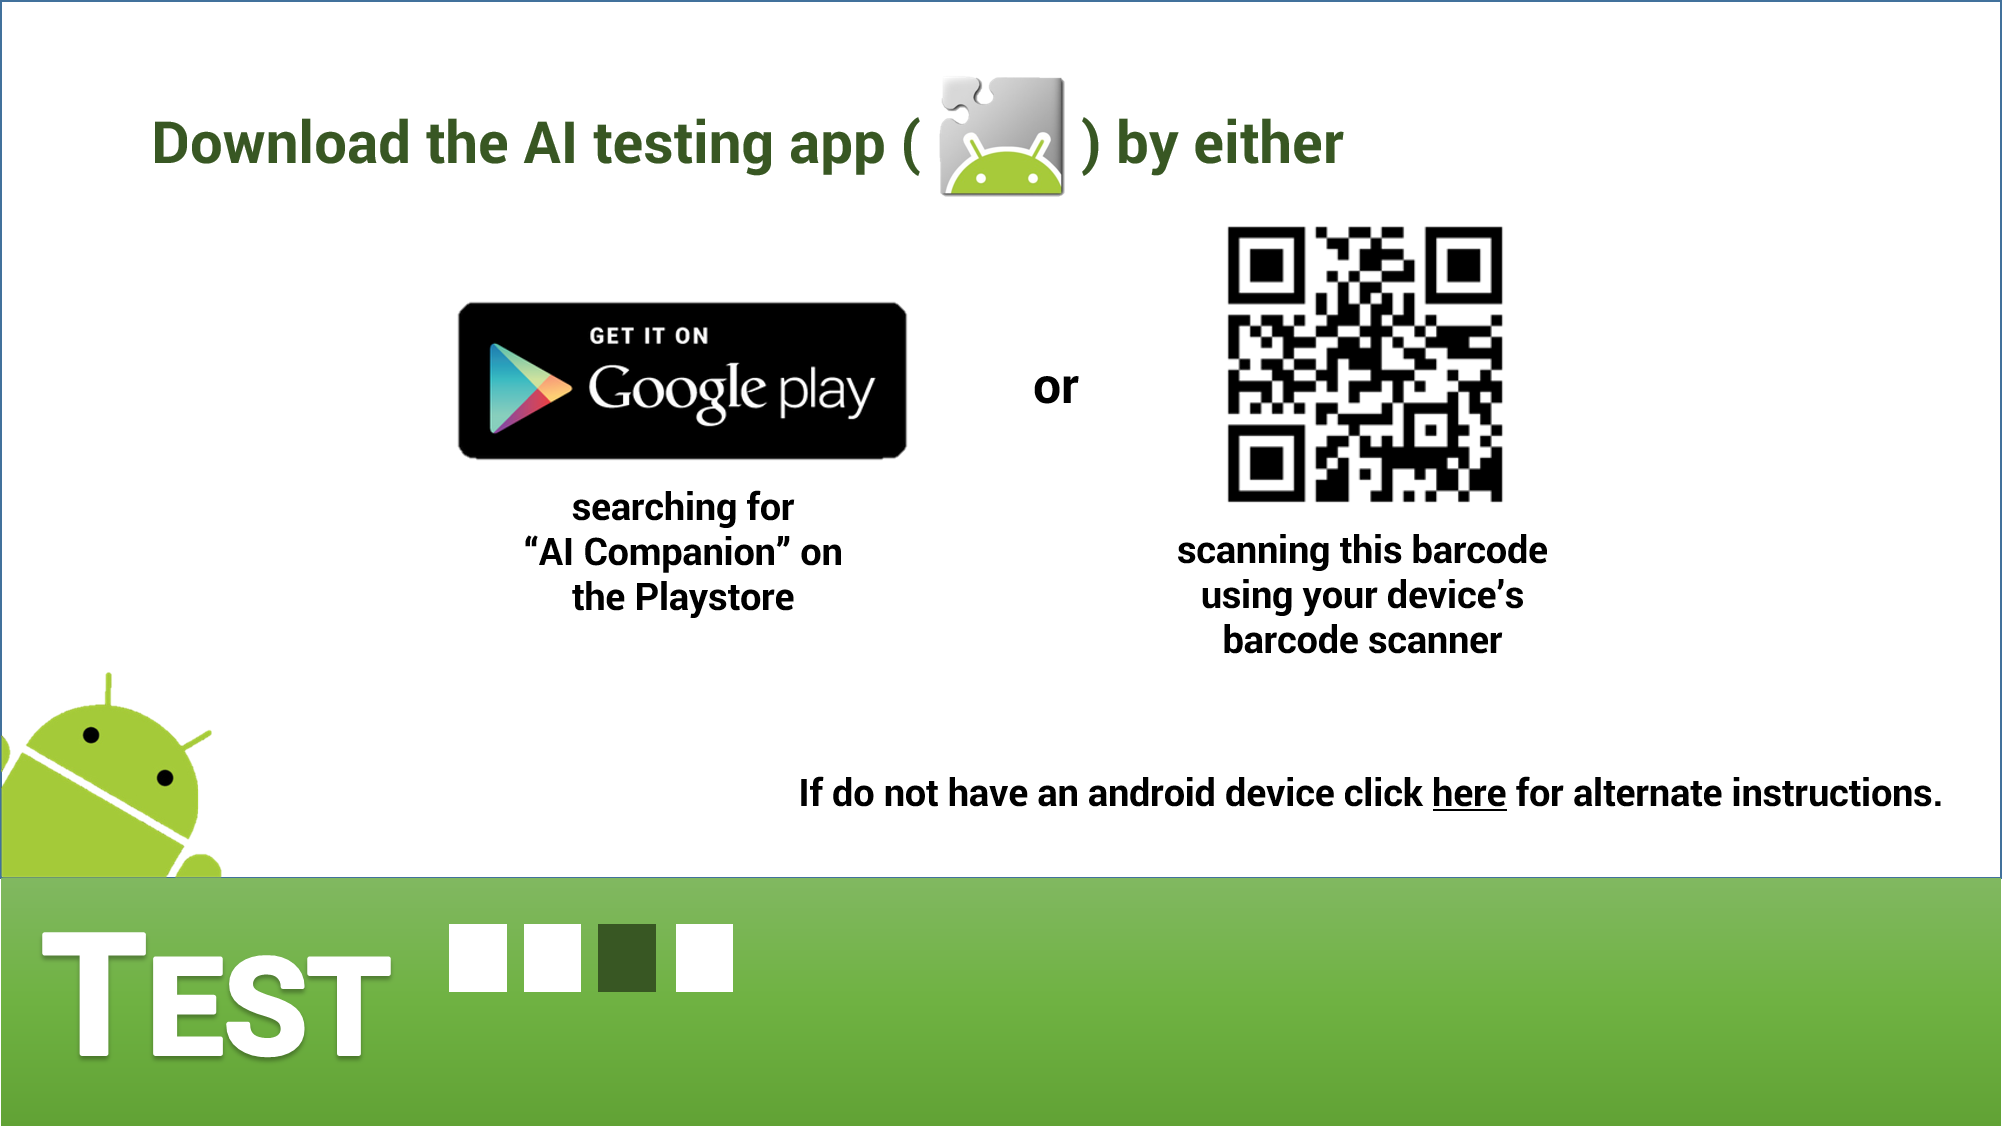 Download the AI testing app ( ) by either
GET IT ON
Google play
or
searching for
“AI Companion” on
the Playstore
scanning this barcode
using your device’s
barcode scanner
If do not have an android device click here for alternate instructions.
TEST